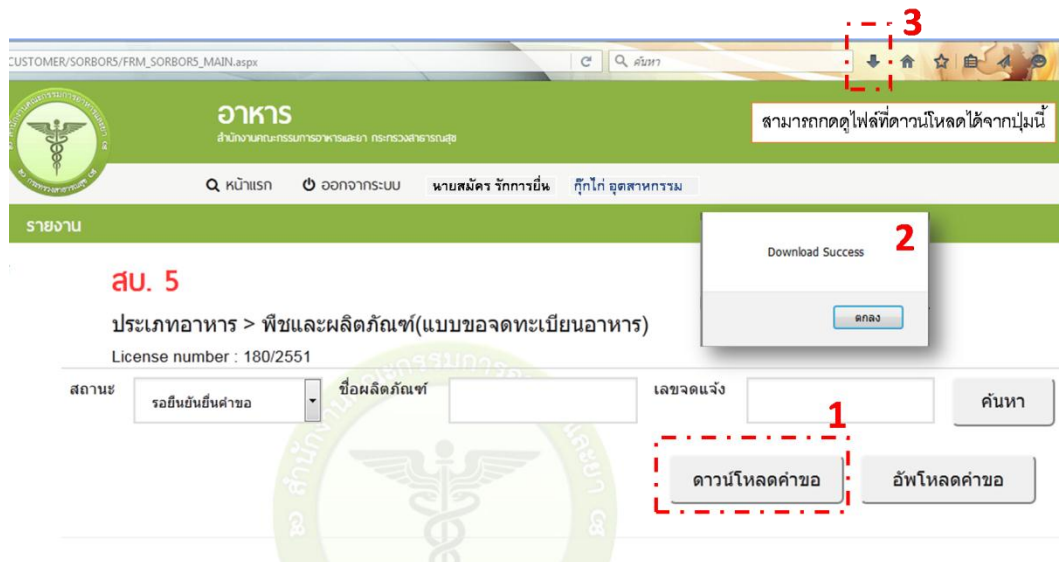 3
CUSTOMER/SORBOR5/FRM_SORBOR5_MAIN.aspx
ค้นหา
อาหาร
สำนักงานคณะกรรมการอาหารและยา กระทรวงสาธารณสุข
สามารถกดดูไฟล์ที่ดาวน์โหลดได้จากปุ่มนี้
หน้าแรก ออกจากระบบ นายสมัคร รักการยื่น กุ๊กไก่ อุตสาหกรรม
รายงาน
Download Success 2
ตกลง
สบ. 5
ประเภทอาหาร > พืชและผลิตภัณฑ์(แบบขอจดทะเบียนอาหาร)
License number : 180/2551
สถานะ รอยืนยันยื่นคำขอ ชื่อผลิตภัณฑ์ เลขจดแจ้ง ค้นหา
1
ดาวน์โหลดคำขอ อัพโหลดคำขอ